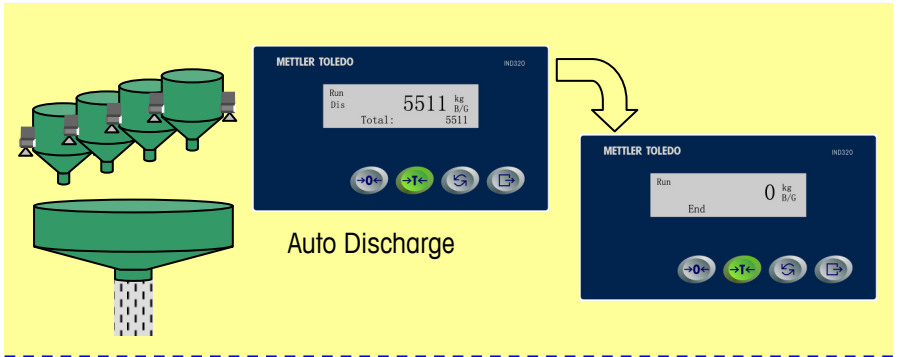 METTLER TOLEDO IND320
Run
Dis 5511 kg B/G
Total: 5511
→0← →T←
Auto Discharge
METTLER TOLEDO IND320
Run
0 kg B/G
End
→0← →T←